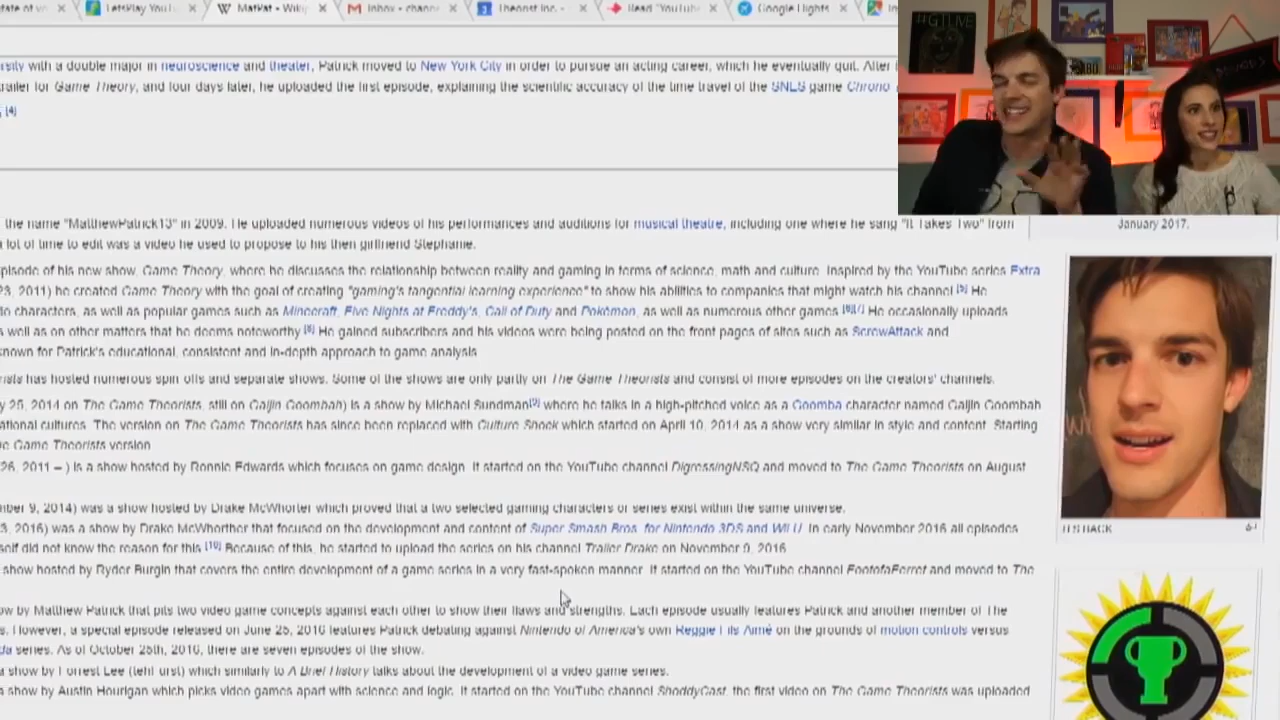 LetsPlay YouTu
MatPat - Wiki
Inbox - chann
Theorist Inc. -
Read "YouTub
Google Flights
#GTLIVE
rsity with a double major in neuroscience and theater, Patrick moved to New York City in order to pursue an acting career, which he eventually quit. After
trailer for Game Theory, and four days later, he uploaded the first episode, explaining the scientific accuracy of the time travel of the SNES game Chrono
[4]
January 2017.
the name "MatthewPatrick13" in 2009. He uploaded numerous videos of his performances and auditions for musical theatre, including one where he sang "It Takes Two" from
a lot of time to edit was a video he used to propose to his then girlfriend Stephanie.
episode of his new show, Game Theory, where he discusses the relationship between reality and gaming in terms of science, math and culture. Inspired by the YouTube series Extra
23, 2011) he created Game Theory with the goal of creating "gaming's tangential learning experience" to show his abilities to companies that might watch his channel [5] He
to characters, as well as popular games such as Minecraft, Five Nights at Freddy's, Call of Duty and Pokémon, as well as numerous other games [6][7] He occasionally uploads
s well as on other matters that he deems noteworthy [8] He gained subscribers and his videos were being posted on the front pages of sites such as ScrewAttack and
known for Patrick's educational, consistent and in-depth approach to game analysis
rists has hosted numerous spin offs and separate shows. Some of the shows are only partly on The Game Theorists and consist of more episodes on the creators' channels.
y 25, 2014 on The Game Theorists, still on Gaijin Goombah) is a show by Michael Sundman[9] where he talks in a high-pitched voice as a Goomba character named Gaijin Goombah
ational cultures. The version on The Game Theorists has since been replaced with Culture Shock which started on April 10, 2014 as a show very similar in style and content. Starting
e Game Theorists version
26, 2011 – ) is a show hosted by Ronnie Edwards which focuses on game design. It started on the YouTube channel DigressingNSQ and moved to The Game Theorists on August
mber 9, 2014) was a show hosted by Drake McWhorter which proved that a two selected gaming characters or series exist within the same universe.
3, 2016) was a show by Drake McWhorther that focused on the development and content of Super Smash Bros. for Nintendo 3DS and Wii U. In early November 2016 all episodes
self did not know the reason for this [10] Because of this, he started to upload the series on his channel Trailer Drake on November 9, 2016
IT'S BACK
show hosted by Ryder Burgin that covers the entire development of a game series in a very fast-spoken manner. It started on the YouTube channel FootofaFerret and moved to The
ow by Matthew Patrick that pits two video game concepts against each other to show their flaws and strengths. Each episode usually features Patrick and another member of The
s. However, a special episode released on June 25, 2016 features Patrick debating against Nintendo of America's own Reggie Fils Aimé on the grounds of motion controls versus
da series. As of October 25th, 2016, there are seven episodes of the show.
a show by Forrest Lee (tehFurst) which similarly to A Brief History talks about the development of a video game series.
a show by Austin Hourigan which picks video games apart with science and logic. It started on the YouTube channel ShoddyCast, the first video on The Game Theorists was uploaded